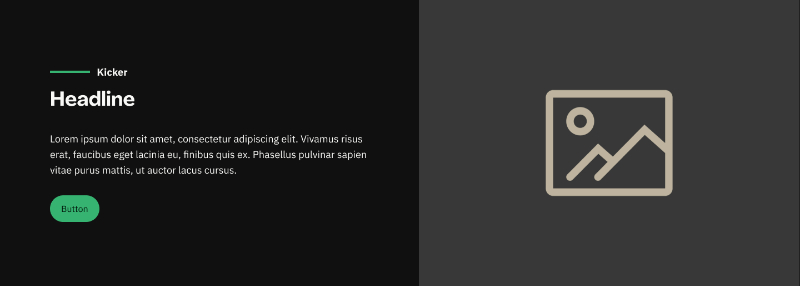 Kicker
Headline
Lorem ipsum dolor sit amet, consectetur adipiscing elit. Vivamus risus
erat, faucibus eget lacinia eu, finibus quis ex. Phasellus pulvinar sapien
vitae purus mattis, ut auctor lacus cursus.
Button